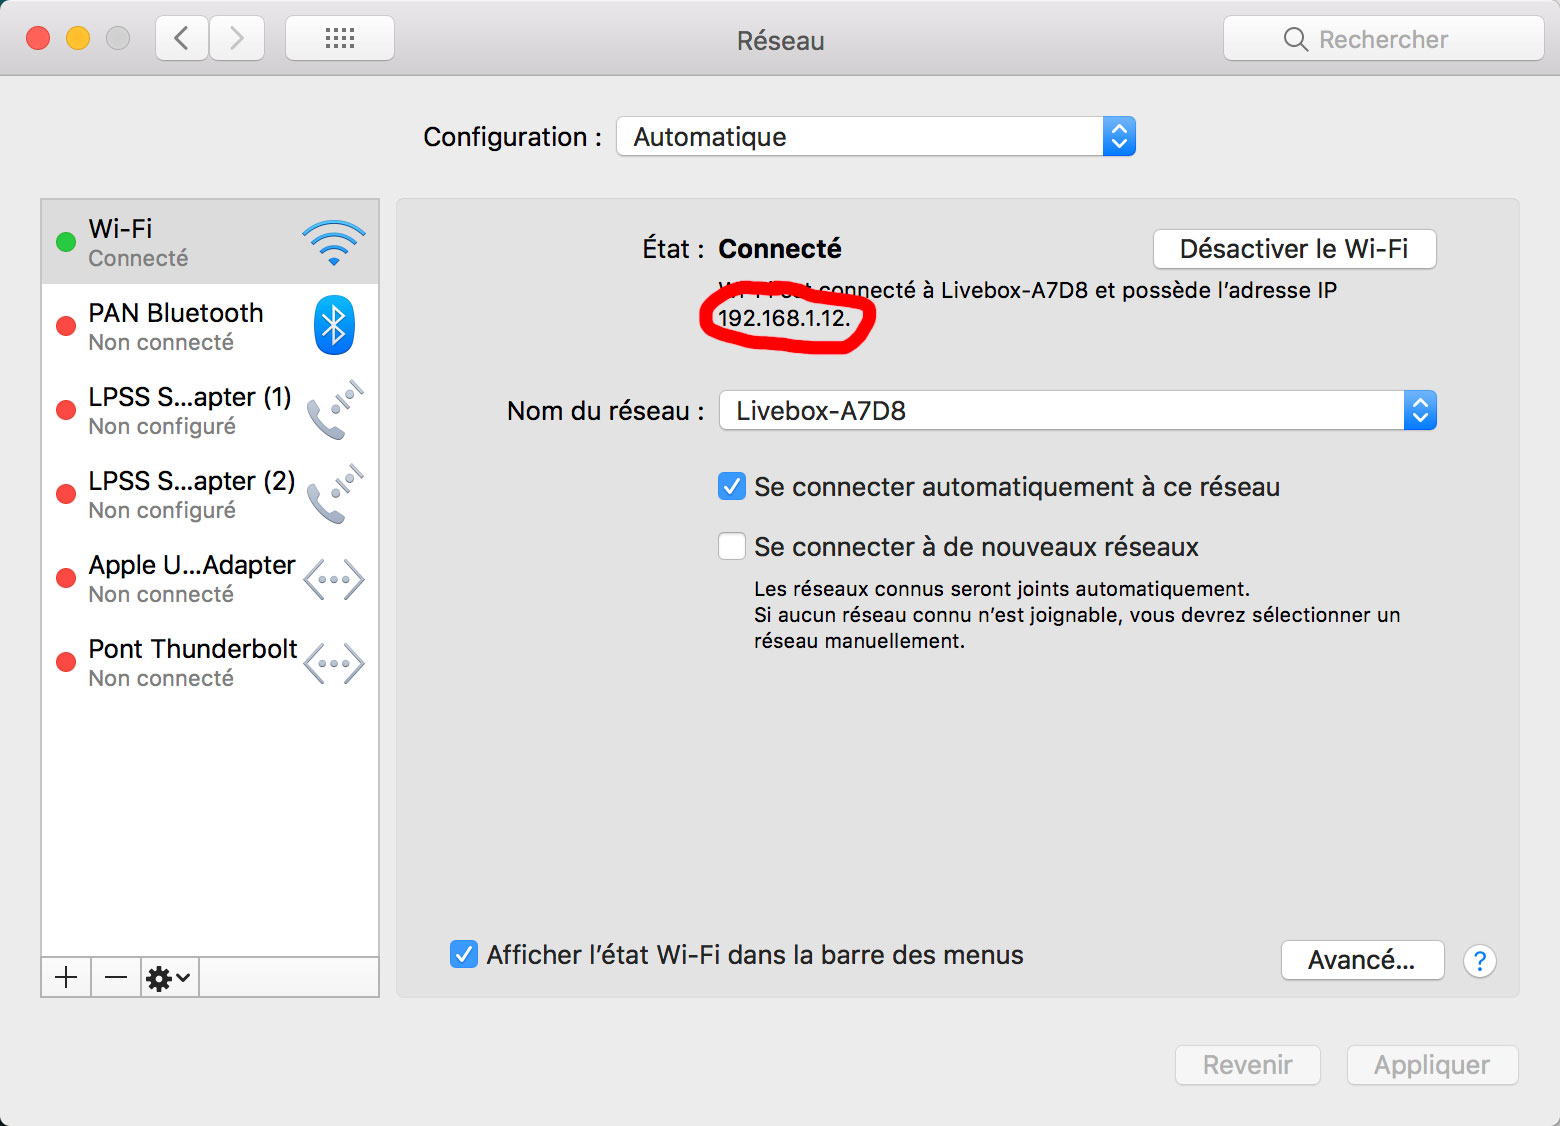 Réseau
Rechercher
Configuration :
Automatique
Wi-Fi
Connecté
PAN Bluetooth
Non connecté
LPSS S...apter (1)
Non configuré
LPSS S...apter (2)
Non configuré
Apple U...Adapter
Non connecté
Pont Thunderbolt
Non connecté
État :
Connecté
Désactiver le Wi-Fi
Wi-Fi est connecté à Livebox-A7D8 et possède l’adresse IP
192.168.1.12.
Nom du réseau :
Livebox-A7D8
Se connecter automatiquement à ce réseau
Se connecter à de nouveaux réseaux
Les réseaux connus seront joints automatiquement.
Si aucun réseau connu n’est joignable, vous devrez sélectionner un
réseau manuellement.
Afficher l’état Wi-Fi dans la barre des menus
Avancé...
?
Revenir
Appliquer